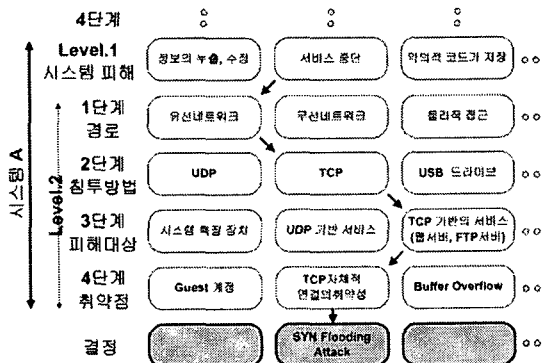 4단계
Level.1
시스템 피해
정보의 누출, 수정
서비스 중단
악의적 코드가 저장
1단계
경로
유선네트워크
무선네트워크
물리적 접근
2단계
침투방법
UDP
TCP
USB 드라이브
3단계
피해대상
시스템 특정 장치
UDP 기반 서비스
TCP 기반의 서비스
(웹서버, FTP서버)
4단계
취약점
Guest 계정
TCP자체적
연결의취약성
Buffer Overflow
결정
SYN Flooding
Attack
시스템 A
Level.2